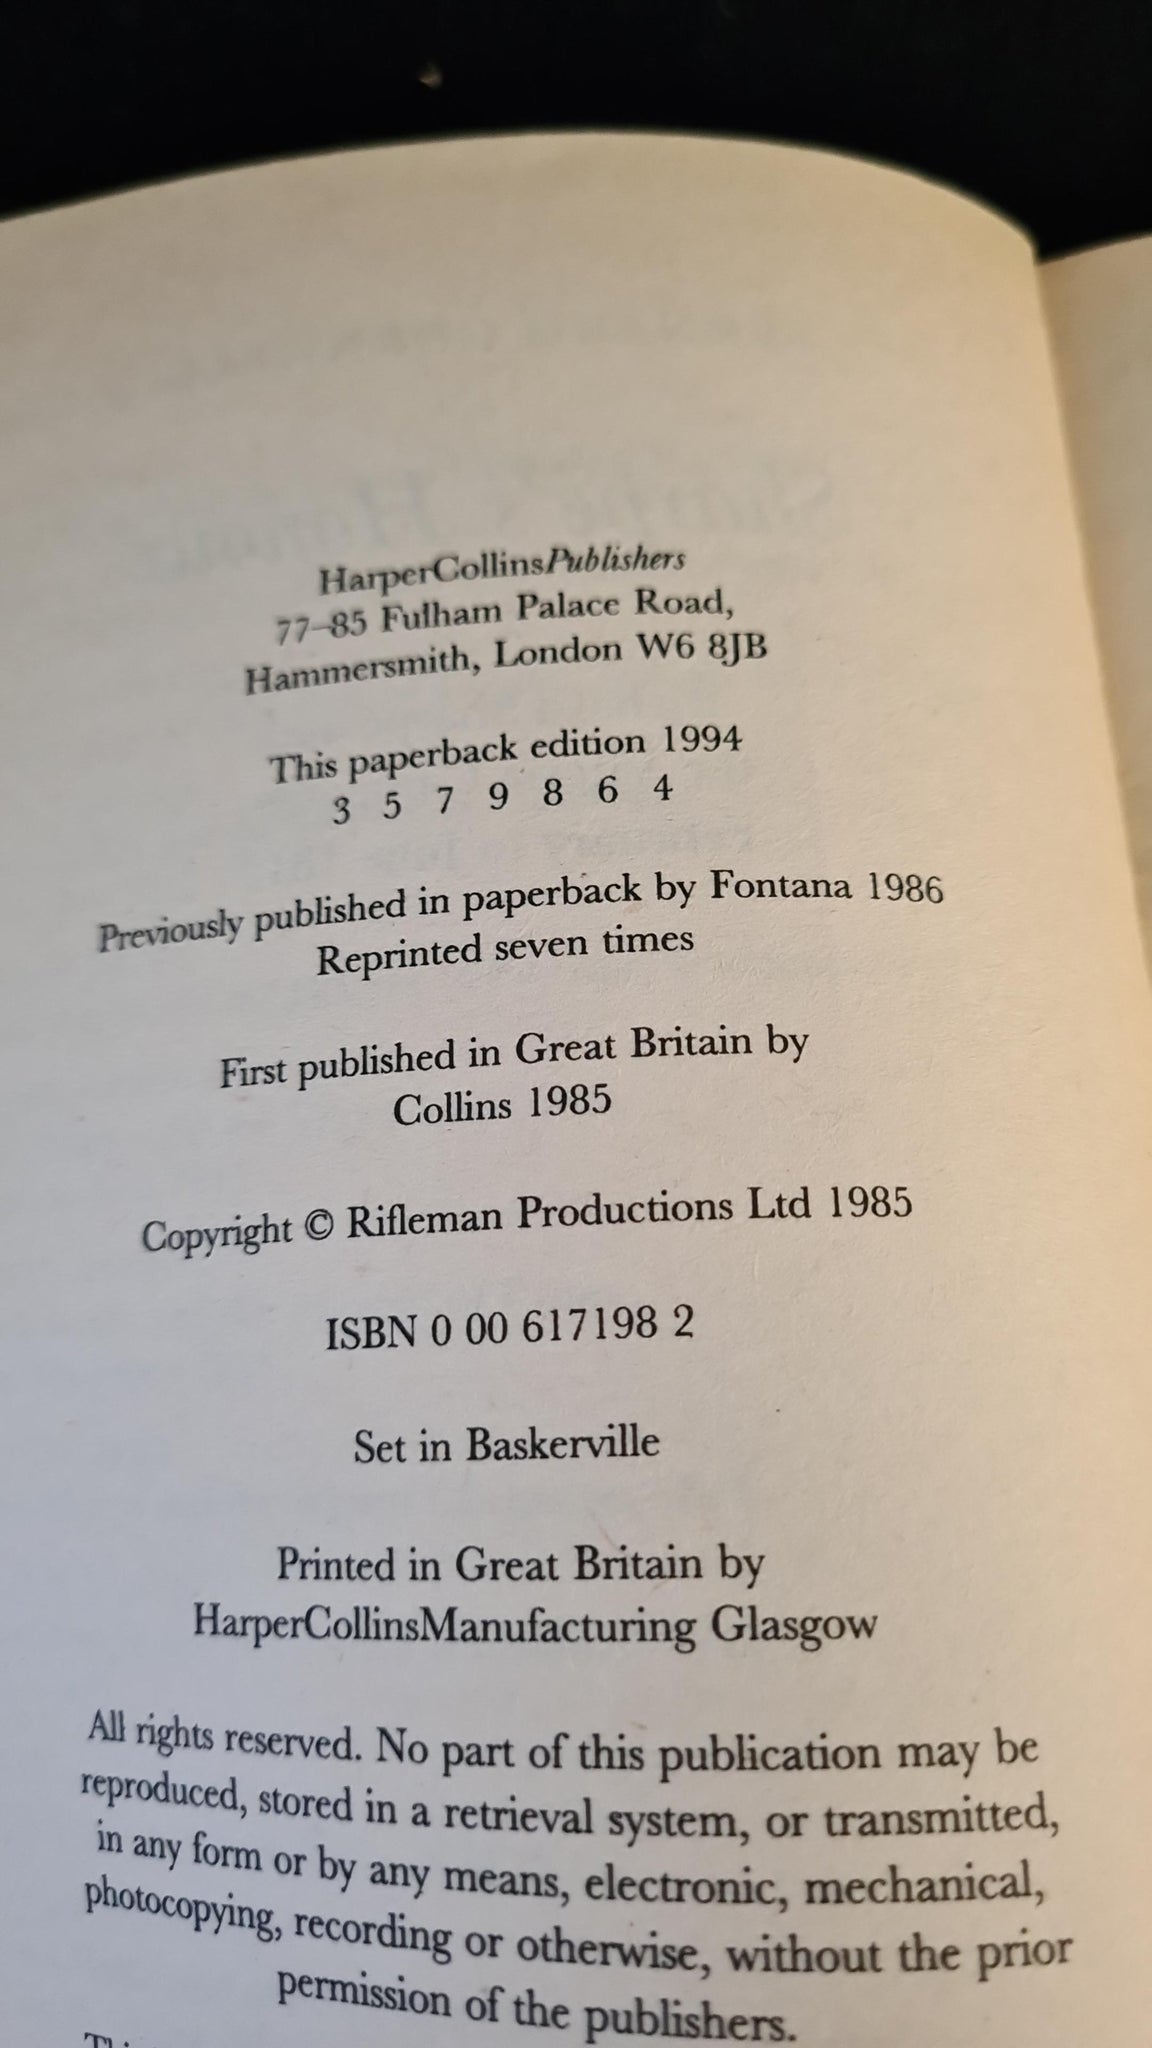 HarperCollinsPublishers
77–85 Fulham Palace Road,
Hammersmith, London W6 8JB
This paperback edition 1994
3 5 7 9 8 6 4
Previously published in paperback by Fontana 1986
Reprinted seven times
First published in Great Britain by
Collins 1985
Copyright © Rifleman Productions Ltd 1985
ISBN 0 00 617198 2
Set in Baskerville
Printed in Great Britain by
HarperCollinsManufacturing Glasgow
All rights reserved. No part of this publication may be
reproduced, stored in a retrieval system, or transmitted,
in any form or by any means, electronic, mechanical,
photocopying, recording or otherwise, without the prior
permission of the publishers.